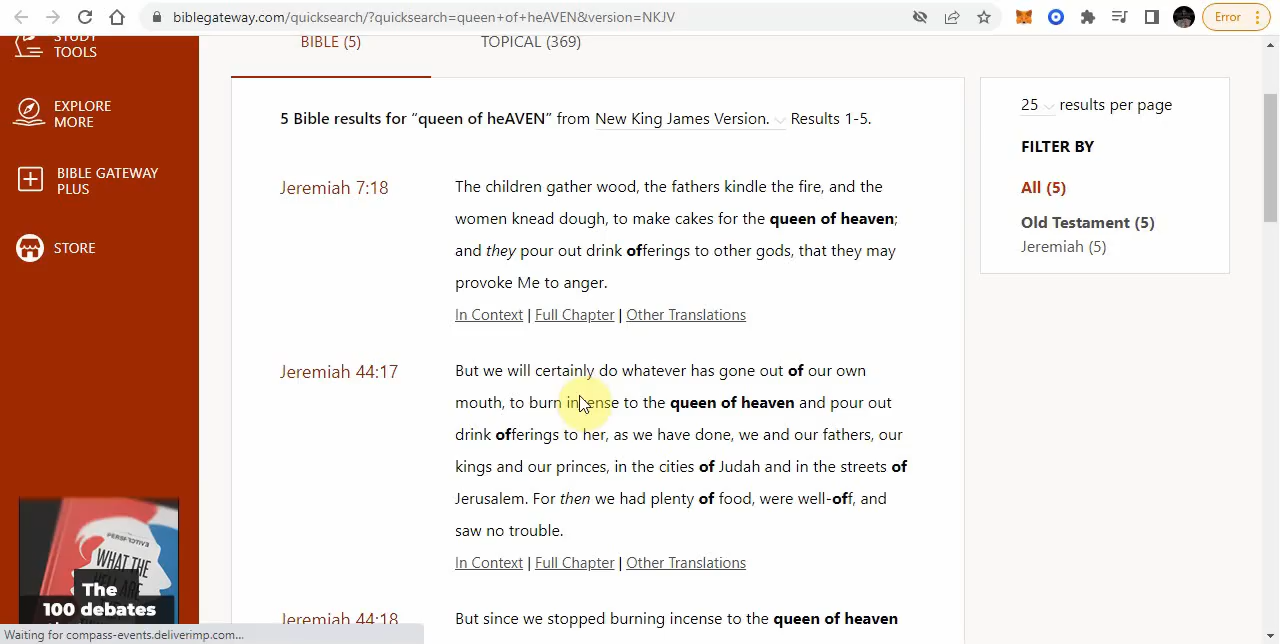 biblegateway.com/quicksearch/?quicksearch=queen+of+heAVEN&version=NKJV
Error
STUDY
TOOLS
EXPLORE
MORE
BIBLE GATEWAY
PLUS
STORE
WHAT THE
The
100 debates
BIBLE (5)
TOPICAL (369)
5 Bible results for “queen of heAVEN” from New King James Version. Results 1-5.
Jeremiah 7:18
The children gather wood, the fathers kindle the fire, and the
women knead dough, to make cakes for the queen of heaven;
and they pour out drink offerings to other gods, that they may
provoke Me to anger.
In Context | Full Chapter | Other Translations
Jeremiah 44:17
But we will certainly do whatever has gone out of our own
mouth, to burn incense to the queen of heaven and pour out
drink offerings to her, as we have done, we and our fathers, our
kings and our princes, in the cities of Judah and in the streets of
Jerusalem. For then we had plenty of food, were well-off, and
saw no trouble.
In Context | Full Chapter | Other Translations
Jeremiah 44:18
But since we stopped burning incense to the queen of heaven
25 results per page
FILTER BY
All (5)
Old Testament (5)
Jeremiah (5)
Waiting for compass-events.deliverimp.com...